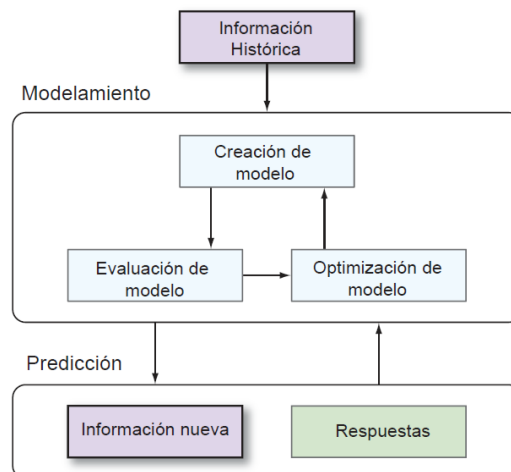 Información
Histórica
Modelamiento
Creación de
modelo
Evaluación de
modelo
Optimización de
modelo
Predicción
Información nueva
Respuestas